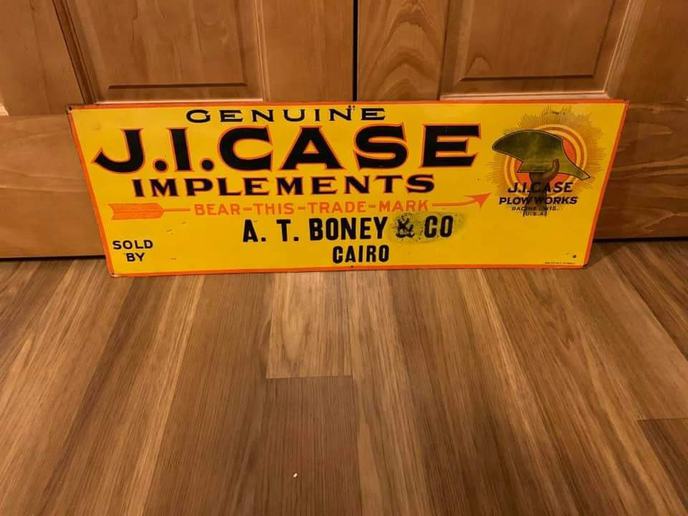 GENUINE
J.I.CASE
IMPLEMENTS
BEAR-THIS-TRADE-MARK
SOLD
BY
A. T. BONEY & CO
CAIRO
J.I.CASE
PLOW WORKS
RACINE, WIS.
U.S.A.